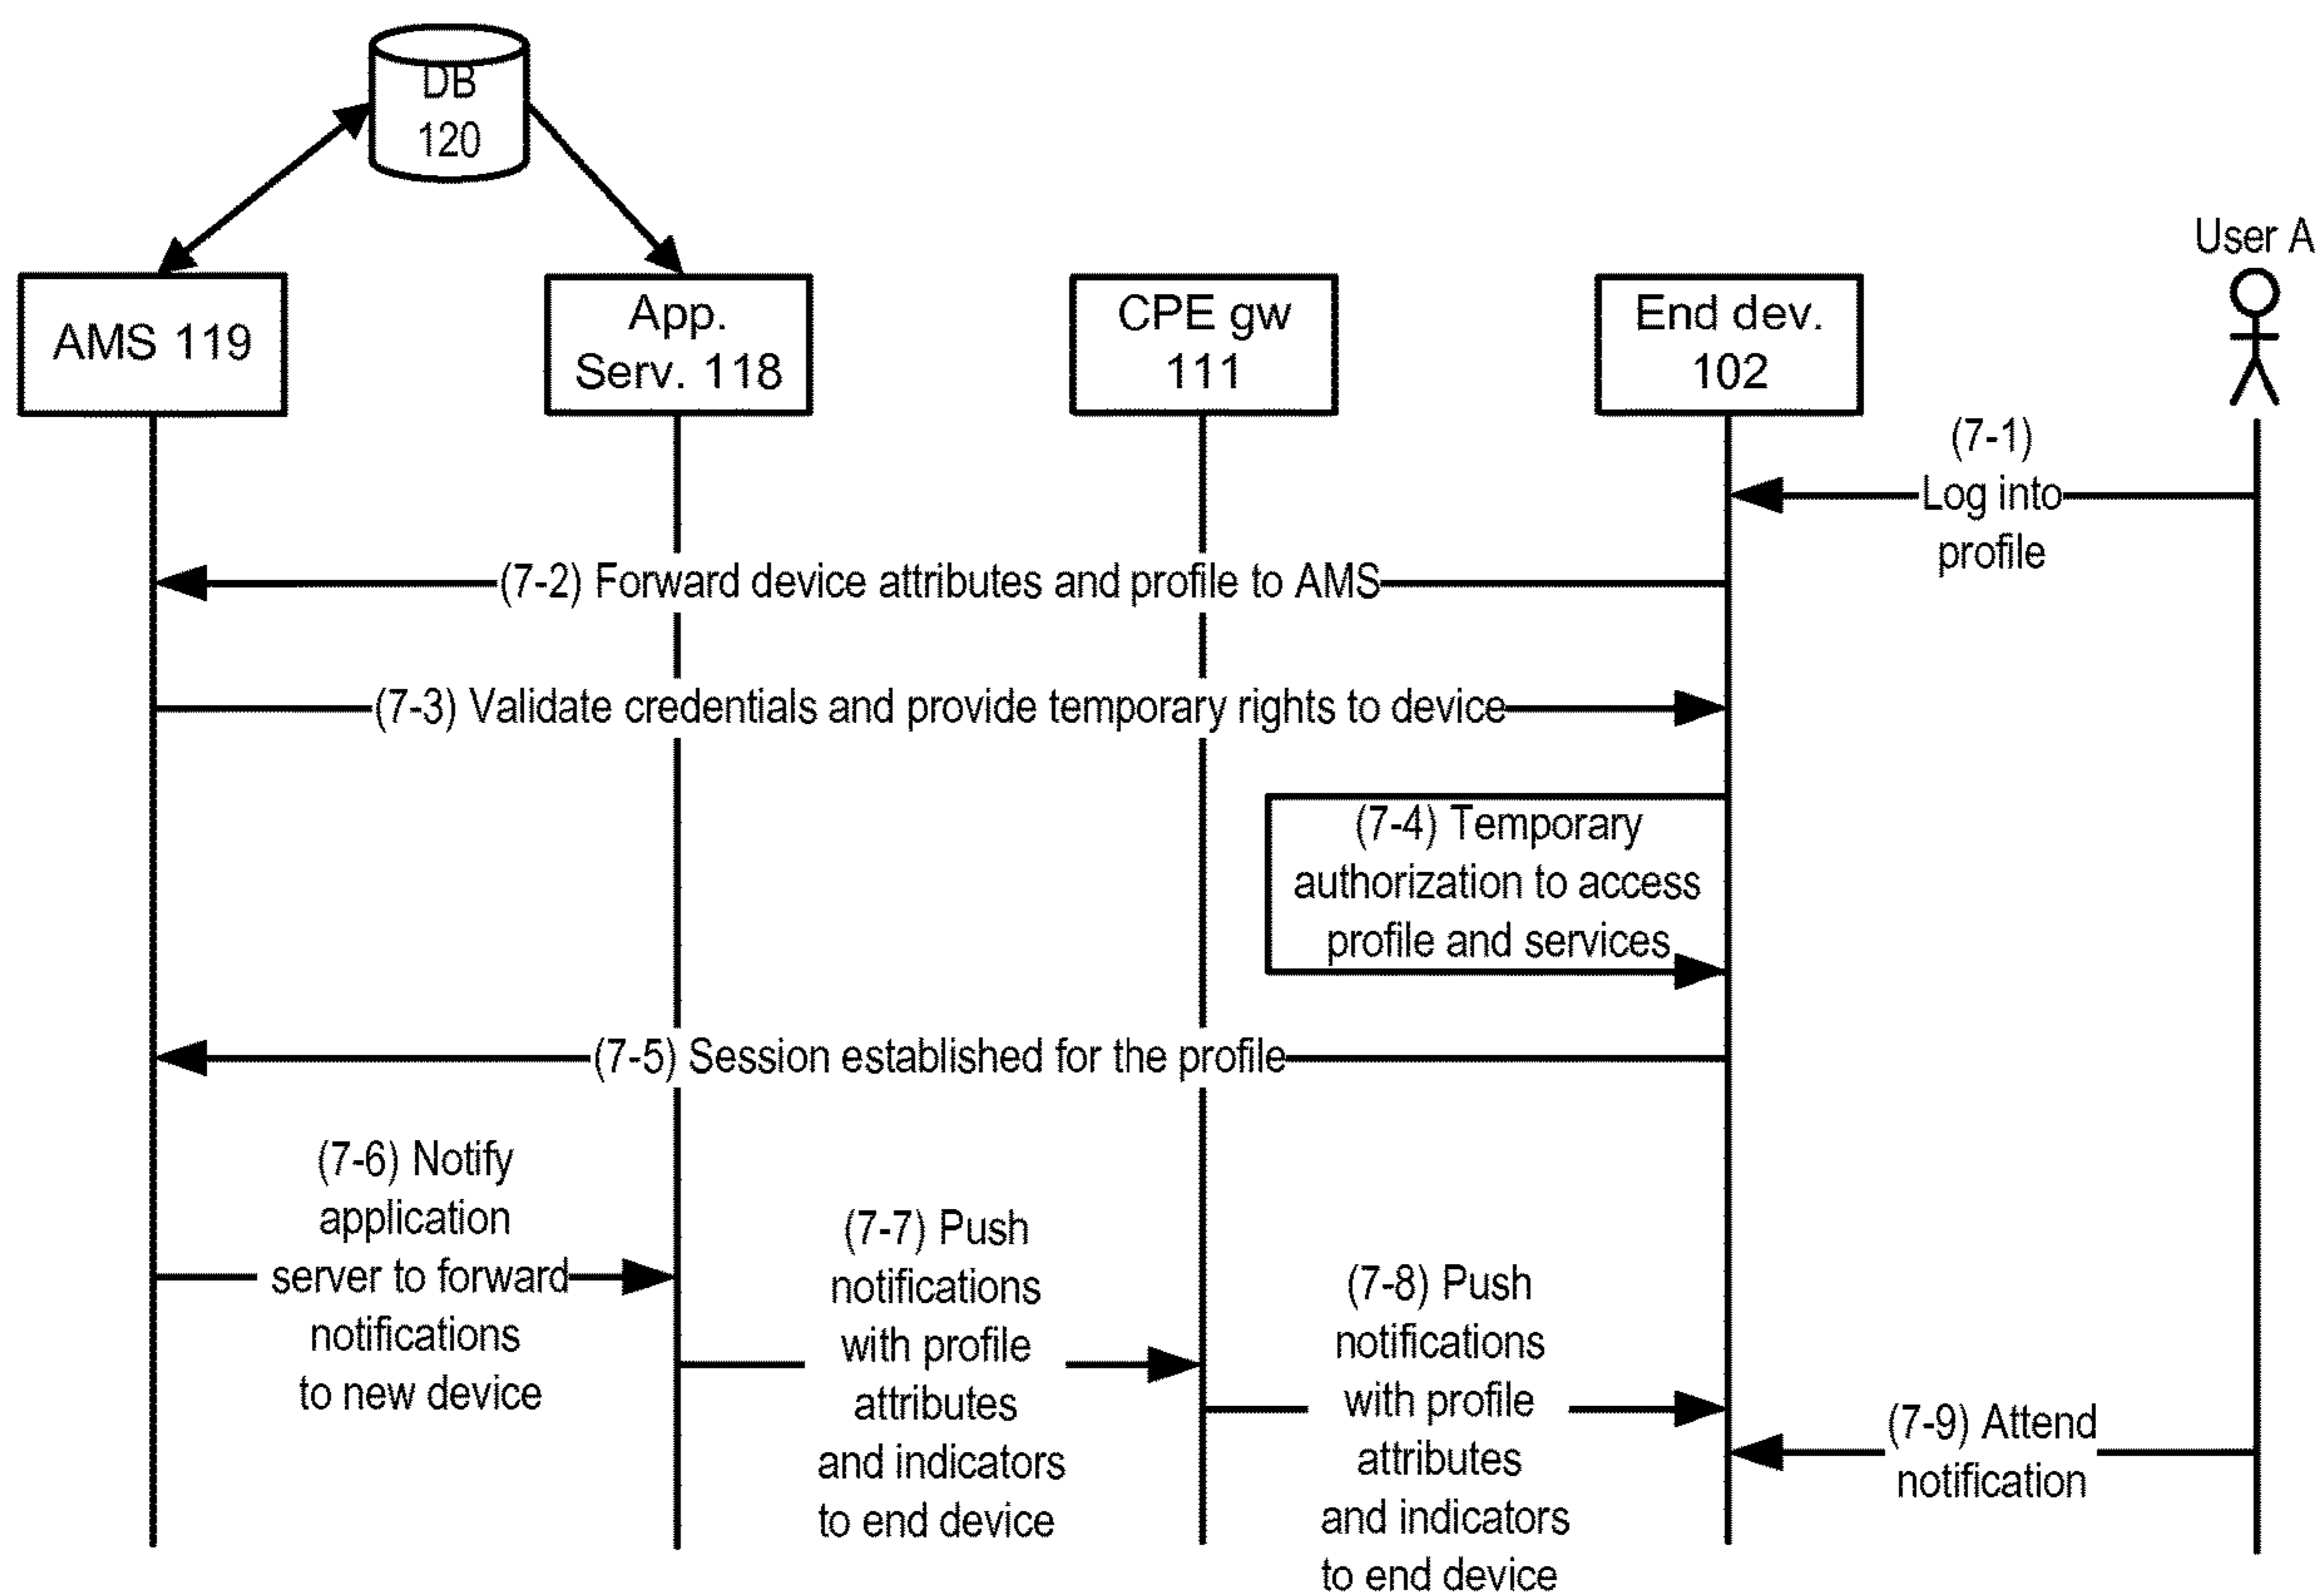 DB
120
User A
AMS 119
App.
Serv. 118
CPE gw
111
End dev.
102
(7-1)
Log into
profile
(7-2) Forward device attributes and profile to AMS
(7-3) Validate credentials and provide temporary rights to device
(7-4) Temporary
authorization to access
profile and services
(7-5) Session established for the profile
(7-6) Notify
application
server to forward
notifications
to new device
(7-7) Push
notifications
with profile
attributes
and indicators
to end device
(7-8) Push
notifications
with profile
attributes
and indicators
to end device
(7-9) Attend
notification